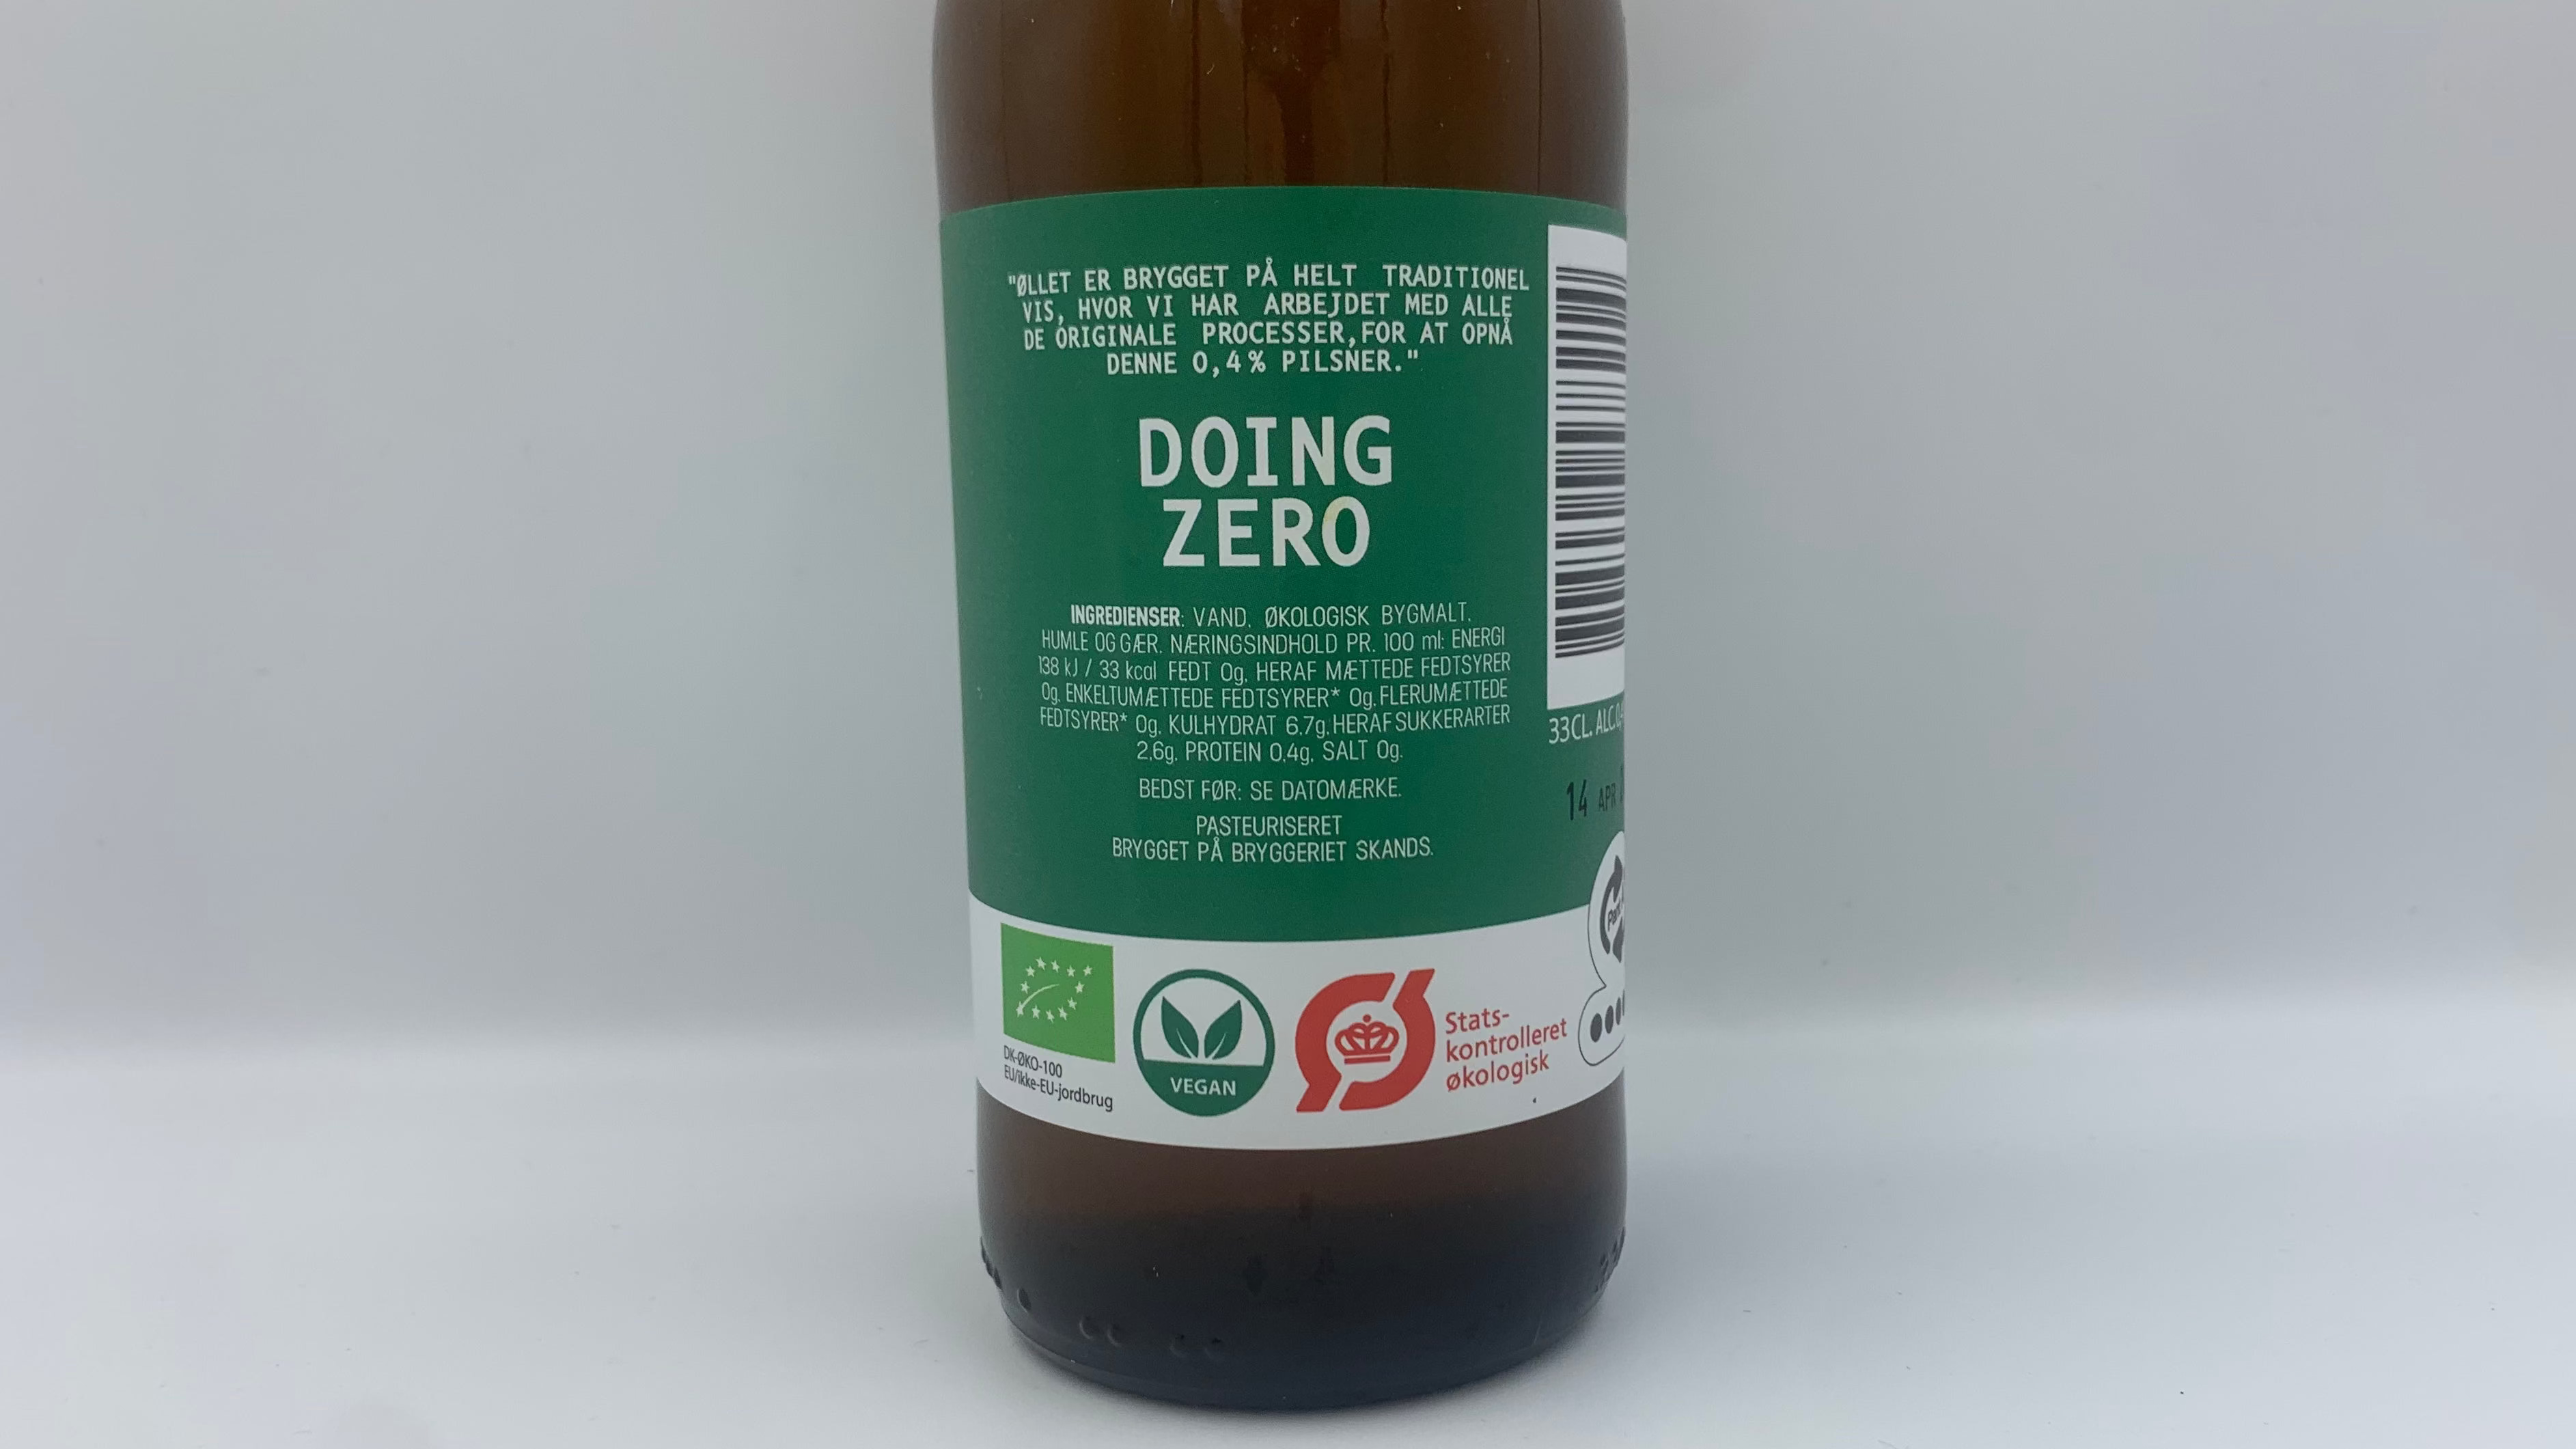 "ØLLET ER BRYGGET PÅ HELT TRADITIONEL
VIS, HVOR VI HAR ARBEJDET MED ALLE
DE ORIGINALE PROCESSER, FOR AT OPNÅ
DENNE 0,4% PILSNER."
DOING
ZERO
INGREDIENSER: VAND, ØKOLOGISK BYGMALT,
HUMLE OG GÆR. NÆRINGSINDHOLD PR. 100 ml: ENERGI
138 kJ / 33 kcal FEDT 0g, HERAF MÆTTEDE FEDTSYRER
0g, ENKELTUMÆTTEDE FEDTSYRER* 0g, FLERUMÆTTEDE
FEDTSYRER* 0g, KULHYDRAT 6.7g, HERAF SUKKERARTER
2,6g, PROTEIN 0.4g, SALT 0g.
BEDST FØR: SE DATOMÆRKE.
PASTEURISERET
BRYGGET PÅ BRYGGERIET SKANDS.
33CL. ALC.
14 APR
DK-ØKO-100
EU/ikke-EU-jordbrug
VEGAN
Stats-
kontrolleret
økologisk